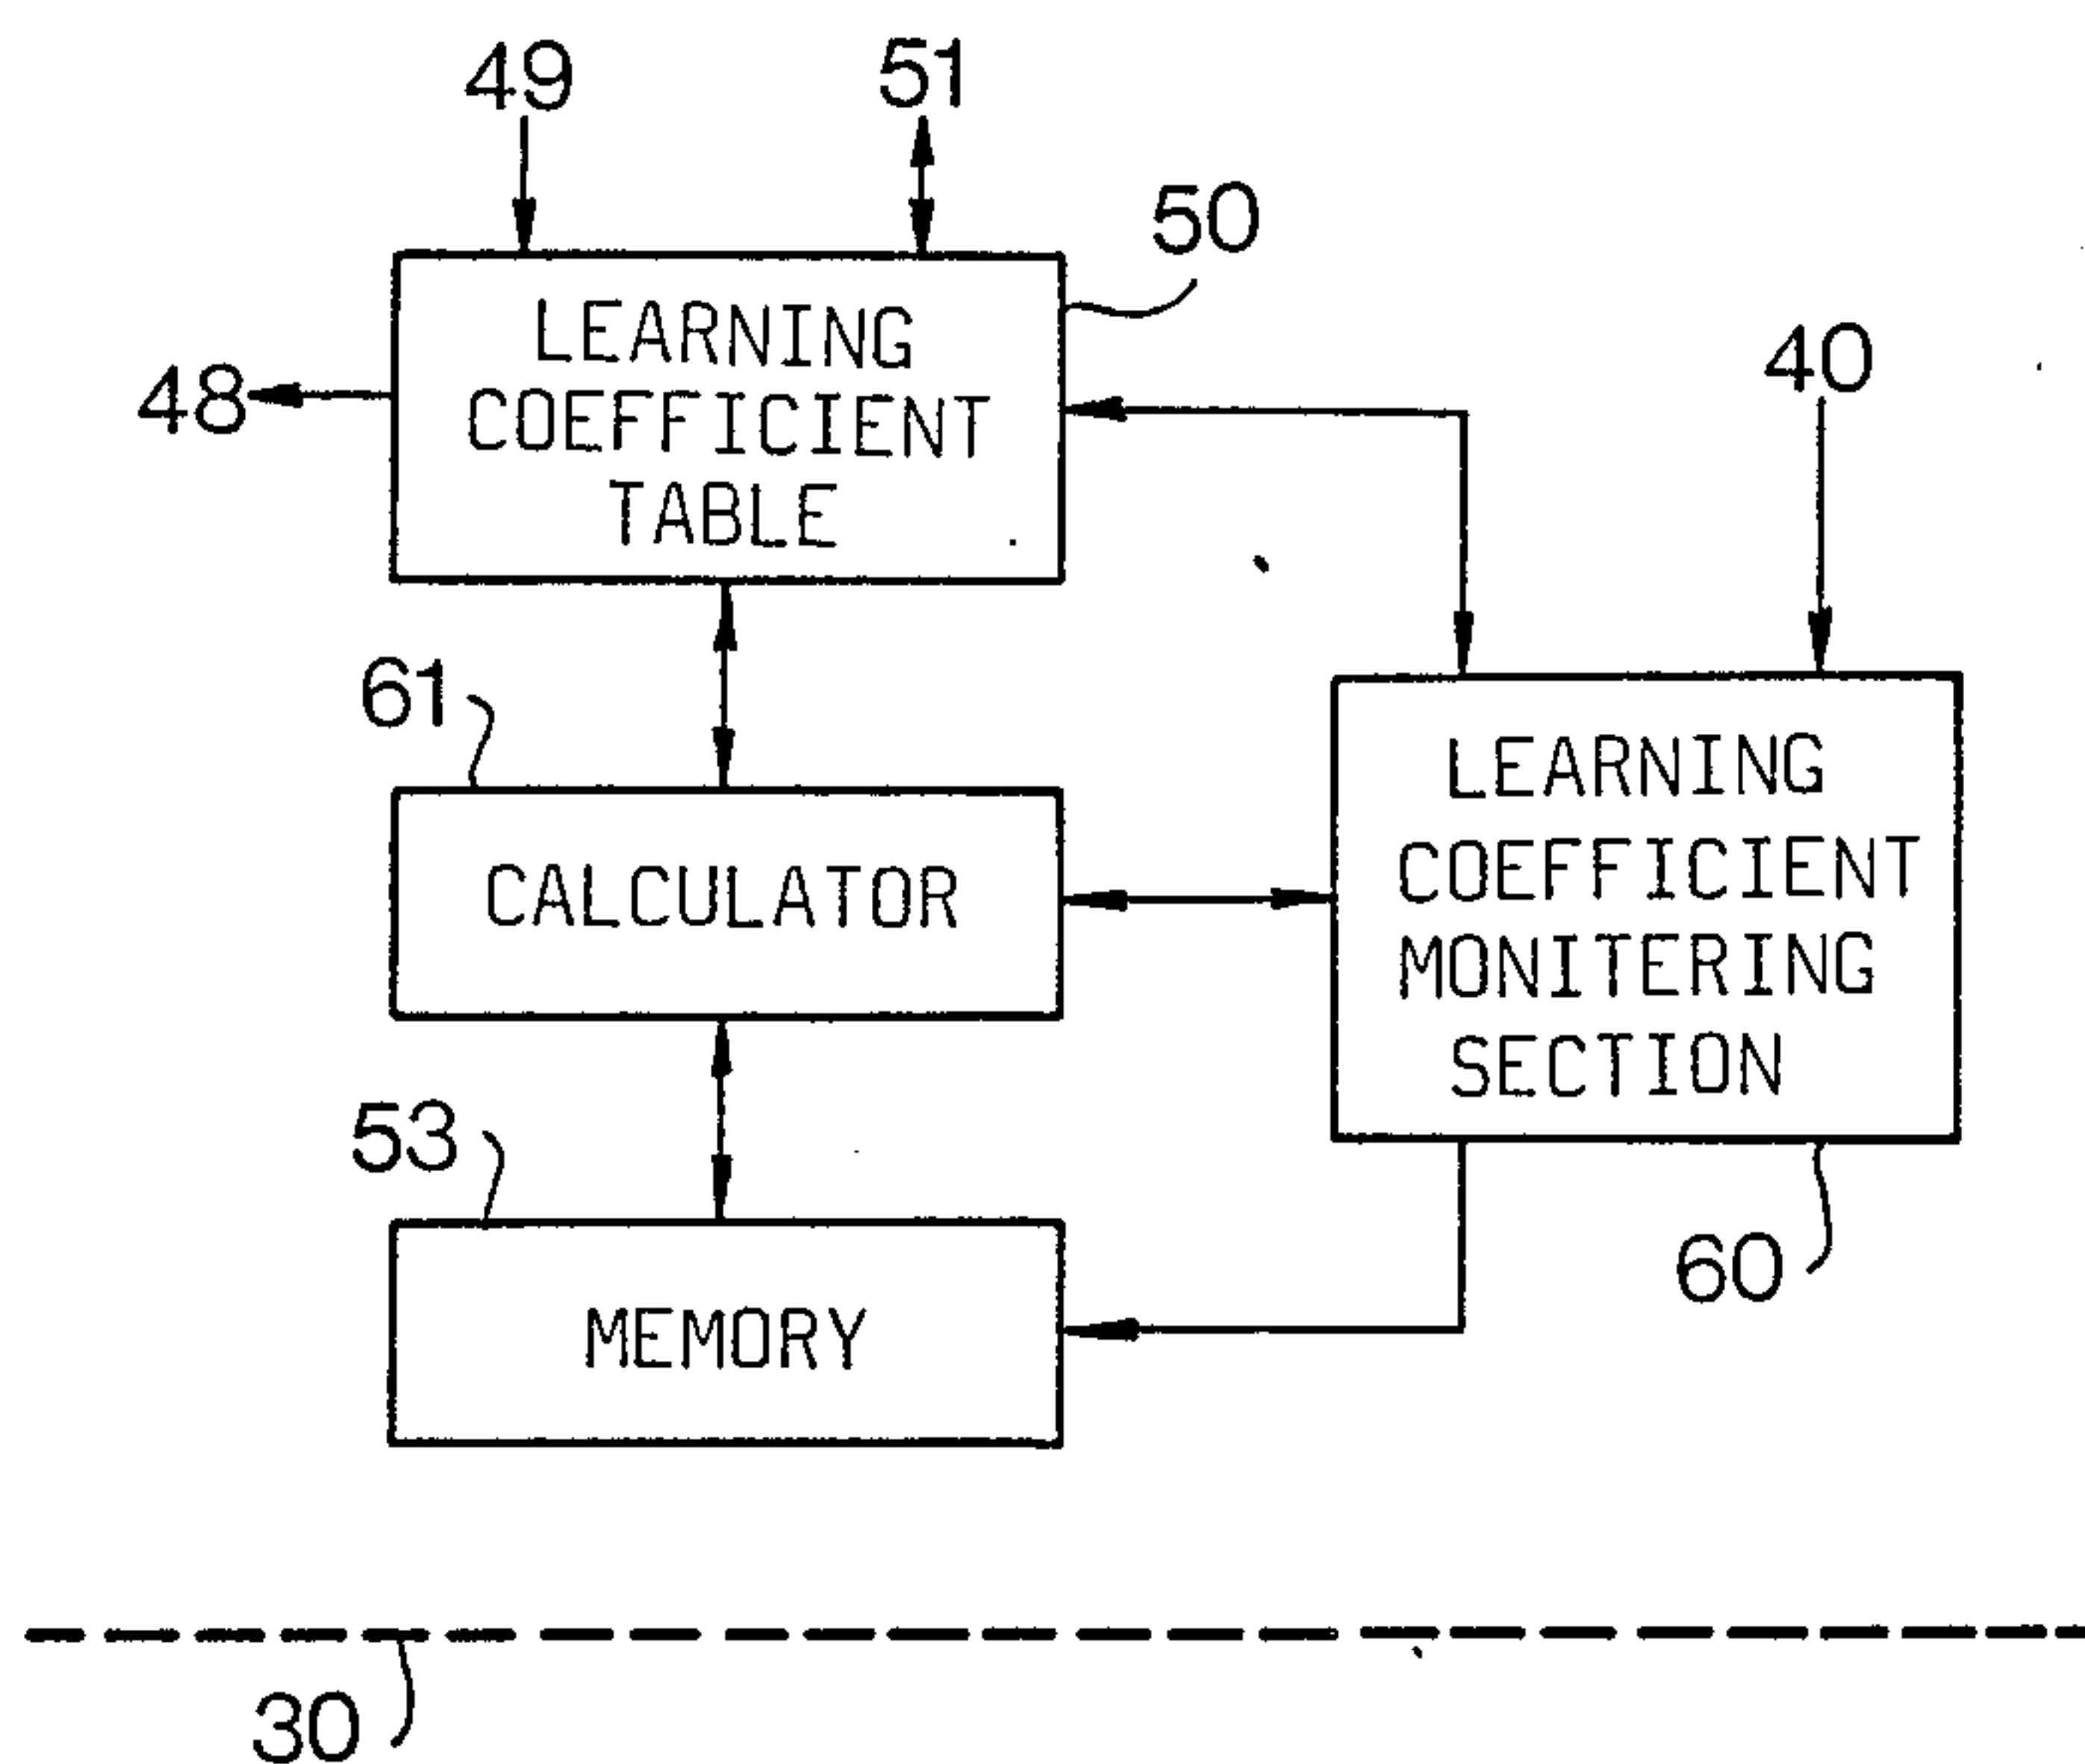 49
51
50
LEARNING
COEFFICIENT
TABLE
48
40
61
CALCULATOR
LEARNING
COEFFICIENT
MONITERING
SECTION
53
MEMORY
60
30